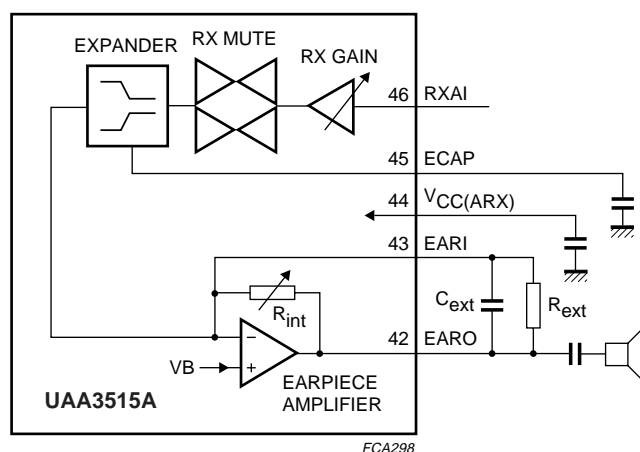 EXPANDER
RX MUTE
RX GAIN
46 RXAI
45 ECAP
44 VCC(ARX)
43 EARI
Rint
Cext
Rext
42 EARO
VB
−
+
EARPIECE
AMPLIFIER
UAA3515A
FCA298